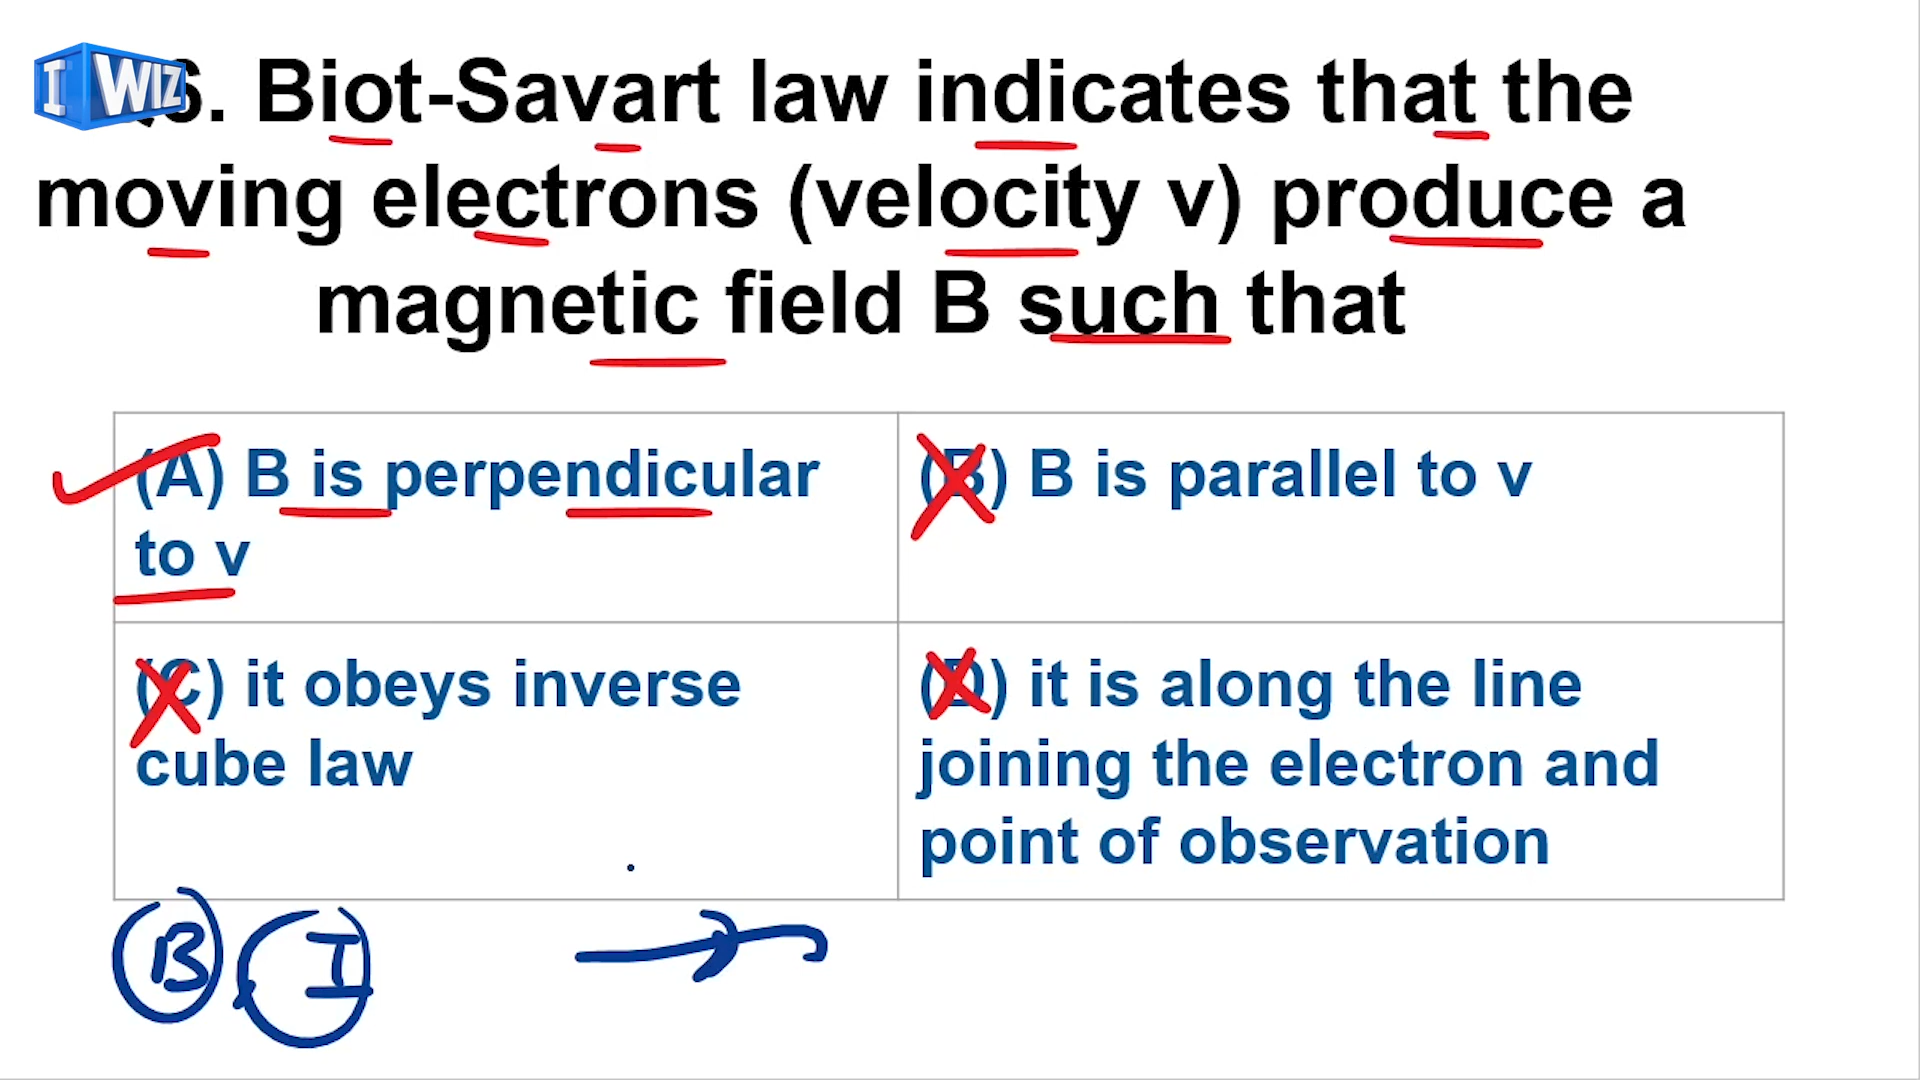 I WIZ
6. Biot-Savart law indicates that the
moving electrons (velocity v) produce a
magnetic field B such that
(A) B is perpendicular
to v
(B) B is parallel to v
(C) it obeys inverse
cube law
(D) it is along the line
joining the electron and
point of observation
B, I